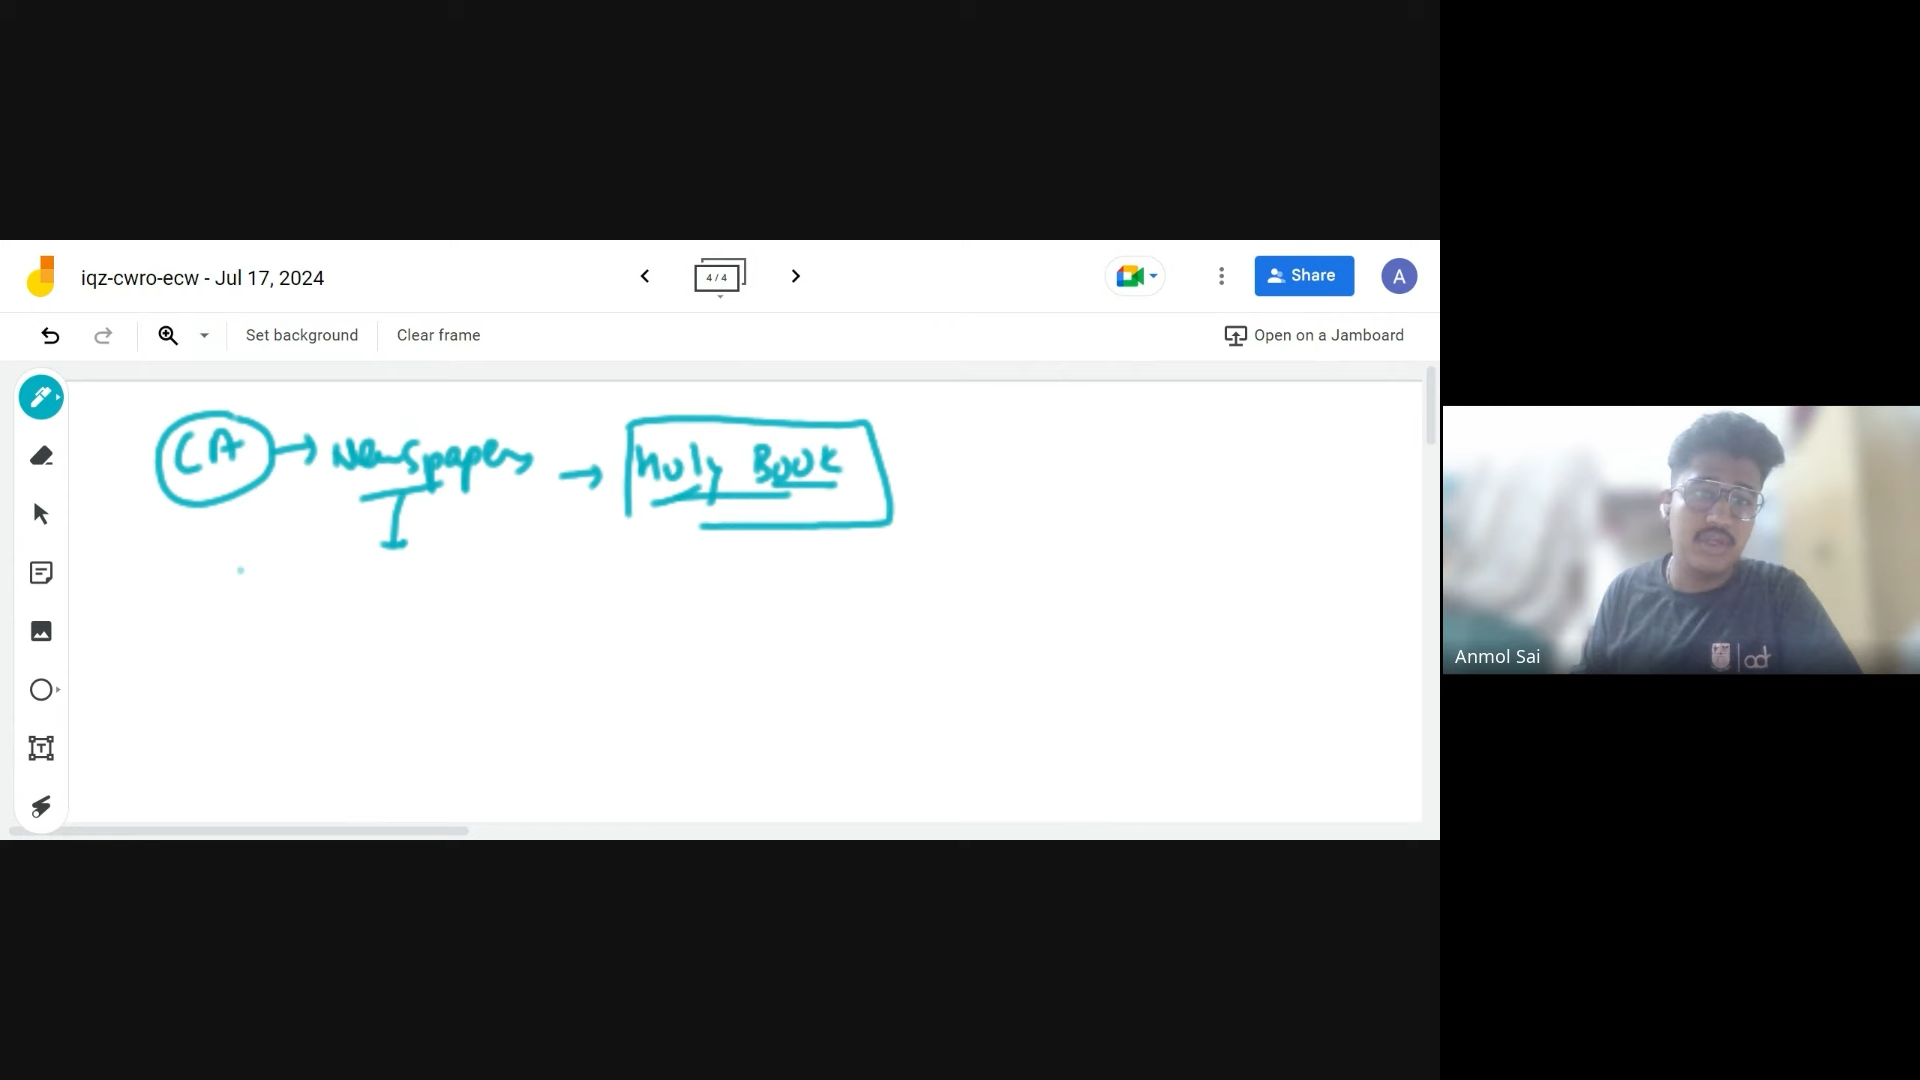 iqz-cwro-ecw - Jul 17, 2024
4 / 4
Share
A
Set background
Clear frame
Open on a Jamboard
CA → Newspapers → Holy Book
Anmol Sai